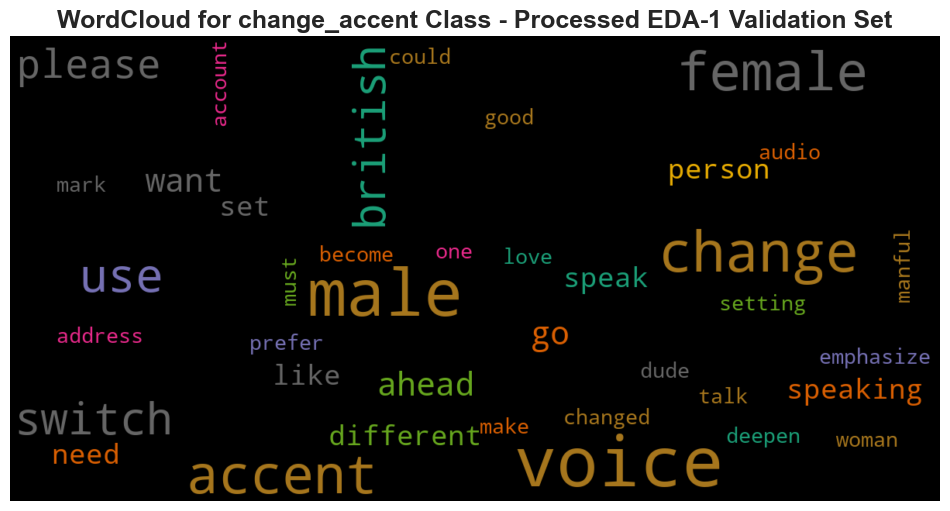 WordCloud for change_accent Class - Processed EDA-1 Validation Set
please
account
british
could
female
good
audio
person
mark
want
set
become
one
love
change
manful
use
must
male
speak
setting
address
prefer
go
emphasize
like
ahead
dude
talk
speaking
switch
need
different
make
changed
deepen
woman
accent
voice